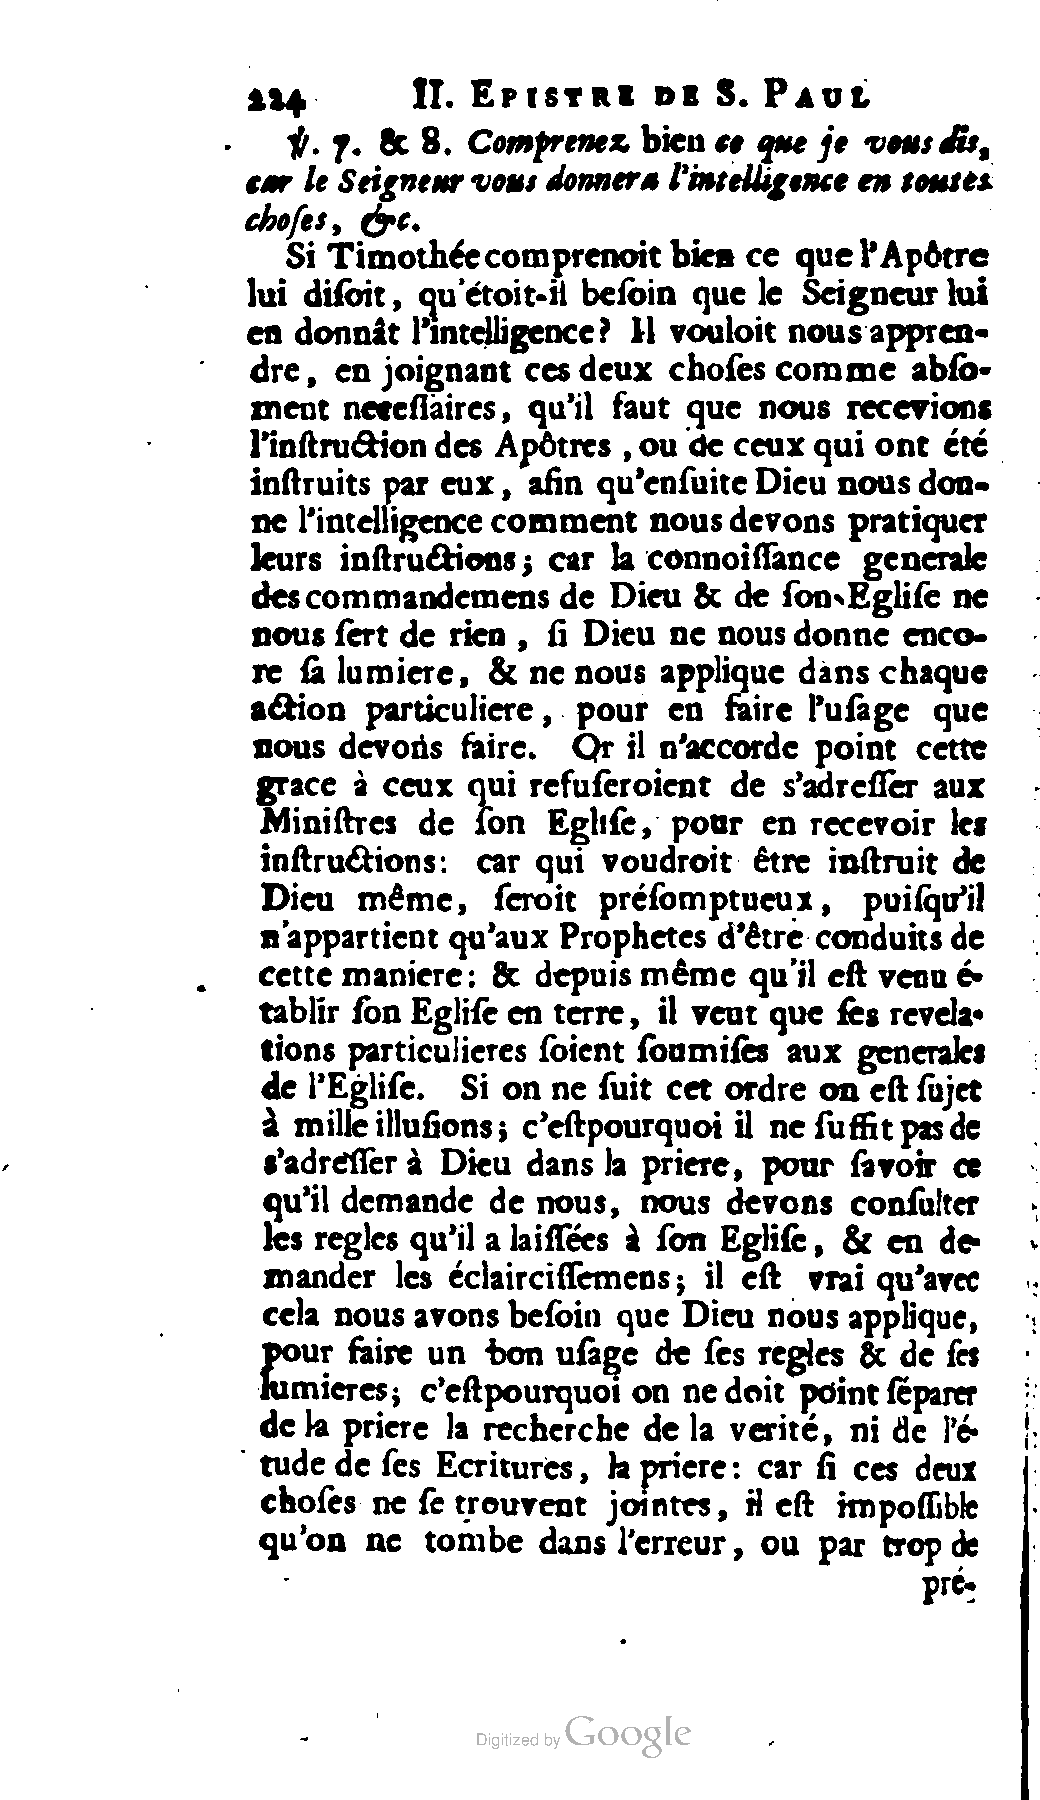 224 II. EPISTRE DE S. PAUL
℣. 7. & 8. Comprenez bien ce que je vous dis,
car le Seigneur vous donnera l'intelligence en toutes
choſes, &c.
Si Timothée comprenoit bien ce que l'Apôtre
lui diſoit, qu'étoit-il beſoin que le Seigneur lui
en donnât l'intelligence? Il vouloit nous appren-
dre, en joignant ces deux choſes comme abſo-
ment neceſſaires, qu'il faut que nous recevions
l'inſtruction des Apôtres, ou de ceux qui ont été
inſtruits par eux, afin qu'enſuite Dieu nous don-
ne l'intelligence comment nous devons pratiquer
leurs inſtructions; car la connoiſſance generale
des commandemens de Dieu & de ſon Egliſe ne
nous ſert de rien, ſi Dieu ne nous donne enco-
re ſa lumiere, & ne nous applique dans chaque
action particuliere, pour en faire l'uſage que
nous devons faire. Or il n'accorde point cette
grace à ceux qui refuſeroient de s'adreſſer aux
Miniſtres de ſon Egliſe, pour en recevoir les
inſtructions: car qui voudroit être inſtruit de
Dieu même, ſeroit préſomptueux, puiſqu'il
n'appartient qu'aux Prophetes d'être conduits de
cette maniere: & depuis même qu'il eſt venu é-
tablir ſon Egliſe en terre, il veut que ſes revela-
tions particulieres ſoient ſoumiſes aux generales
de l'Egliſe. Si on ne ſuit cet ordre on eſt ſujet
à mille illuſions; c'eſtpourquoi il ne ſuffit pas de
s'adreſſer à Dieu dans la priere, pour ſavoir ce
qu'il demande de nous, nous devons conſulter
les regles qu'il a laiſſées à ſon Egliſe, & en de-
mander les éclairciſſemens; il eſt vrai qu'avec
cela nous avons beſoin que Dieu nous applique,
pour faire un bon uſage de ſes regles & de ſes
lumieres; c'eſtpourquoi on ne doit point ſéparer
de la priere la recherche de la verité, ni de l'é-
tude de ſes Ecritures, la priere: car ſi ces deux
choſes ne ſe trouvent jointes, il eſt impoſſible
qu'on ne tombe dans l'erreur, ou par trop de
pré-
Digitized by Google